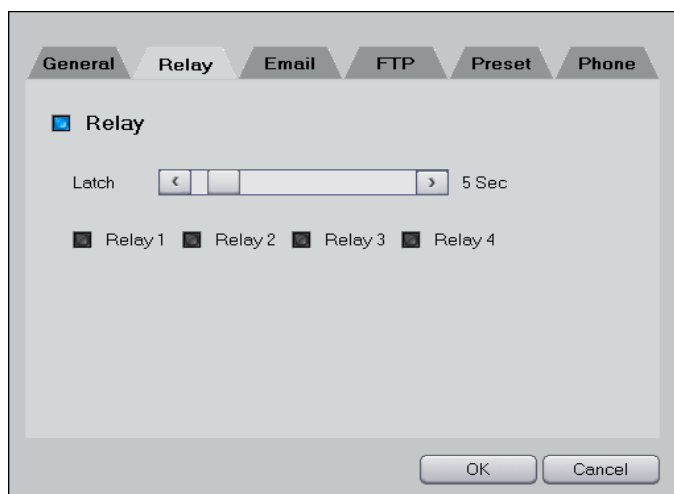 General Relay Email FTP Preset Phone
Relay
Latch 5 Sec
Relay 1 Relay 2 Relay 3 Relay 4
OK Cancel